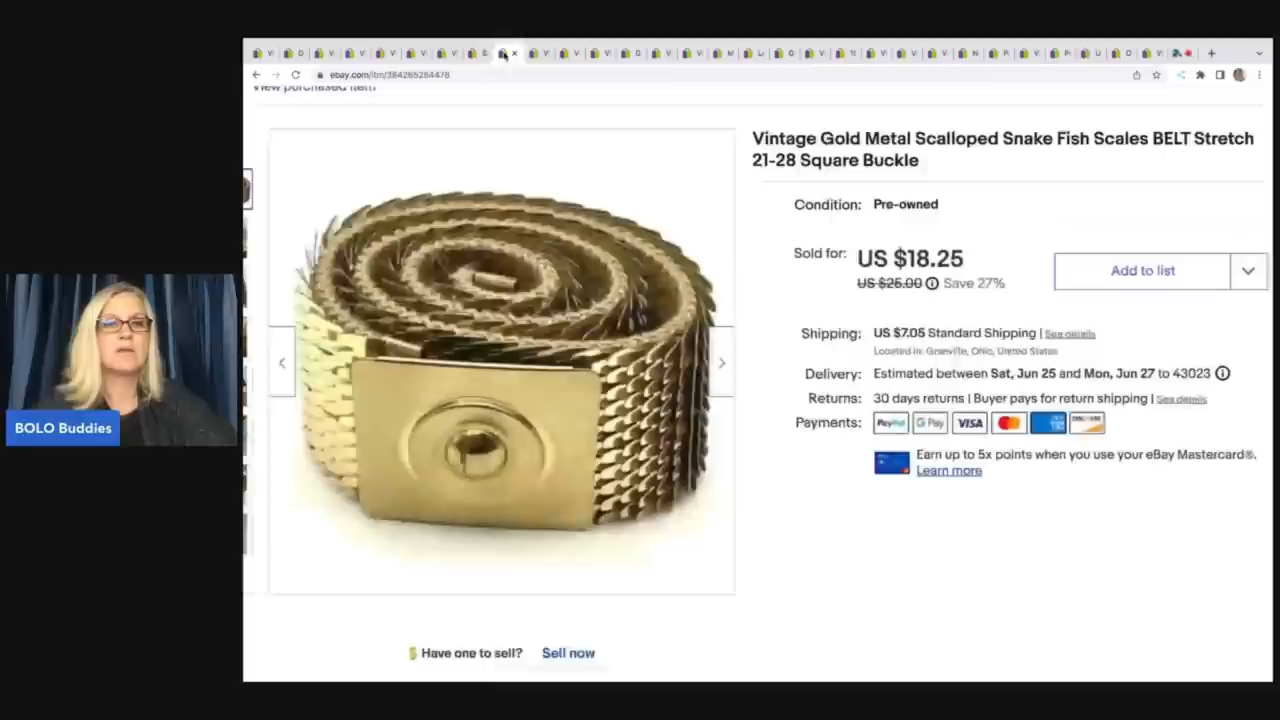 ebay.com/itm/384265284478
View purchased item
Vintage Gold Metal Scalloped Snake Fish Scales BELT Stretch
21-28 Square Buckle
Condition: Pre-owned
Sold for: US $18.25
US $25.00 Save 27%
Add to list
Shipping: US $7.05 Standard Shipping | See details
Located in: Granville, Ohio, United States
Delivery: Estimated between Sat, Jun 25 and Mon, Jun 27 to 43023
Returns: 30 days returns | Buyer pays for return shipping | See details
Payments: PayPal G Pay VISA DISCOVER
Earn up to 5x points when you use your eBay Mastercard®.
Learn more
BOLO Buddies
Have one to sell? Sell now